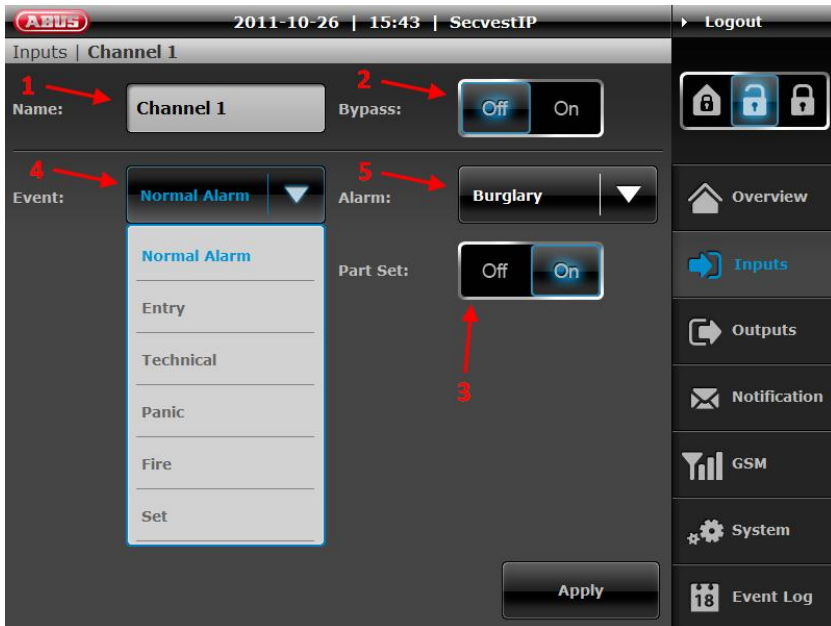 ABUS 2011-10-26 | 15:43 | SecvestIP Logout
Inputs | Channel 1
1
2
Name: Channel 1 Bypass: Off On
4
5
Event: Normal Alarm Alarm: Burglary
Normal Alarm
Entry
Technical
Panic
Fire
Set
Part Set: Off On
3
Apply
Overview
Inputs
Outputs
Notification
GSM
System
18 Event Log